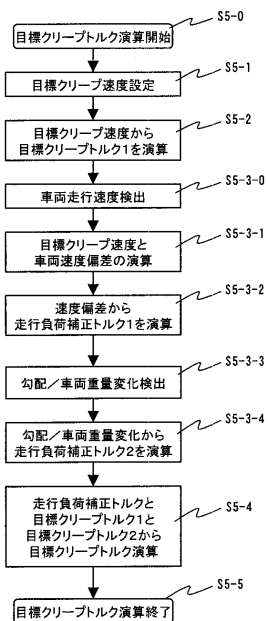 S5-0
目標クリープトルク演算開始
S5-1
目標クリープ速度設定
S5-2
目標クリープ速度から
目標クリープトルク1を演算
S5-3-0
車両走行速度検出
S5-3-1
目標クリープ速度と
車両速度偏差の演算
S5-3-2
速度偏差から
走行負荷補正トルク1を演算
S5-3-3
勾配/車両重量変化検出
S5-3-4
勾配/車両重量変化から
走行負荷補正トルク2を演算
S5-4
走行負荷補正トルクと
目標クリープトルク1と
目標クリープトルク2から
目標クリープトルク演算
S5-5
目標クリープトルク演算終了